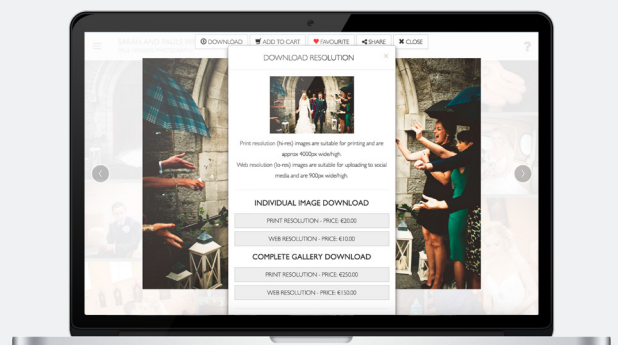 DOWNLOAD ADD TO CART FAVOURITE SHARE CLOSE
?
DOWNLOAD RESOLUTION ×
Print resolution (hi-res) images are suitable for printing and are
approx 4000px wide/high.
Web resolution (lo-res) images are suitable for uploading to social
media and are 900px wide/high.
INDIVIDUAL IMAGE DOWNLOAD
PRINT RESOLUTION - PRICE: €20.00
WEB RESOLUTION - PRICE: €10.00
COMPLETE GALLERY DOWNLOAD
PRINT RESOLUTION - PRICE: €250.00
WEB RESOLUTION - PRICE: €150.00